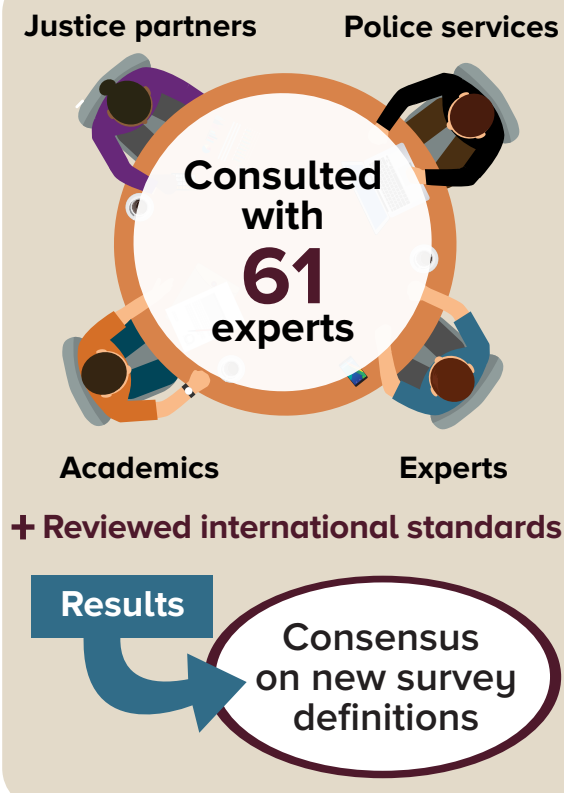 Justice partners
Police services
Consulted
with
61
experts
Academics
Experts
+ Reviewed international standards
Results
Consensus
on new survey
definitions